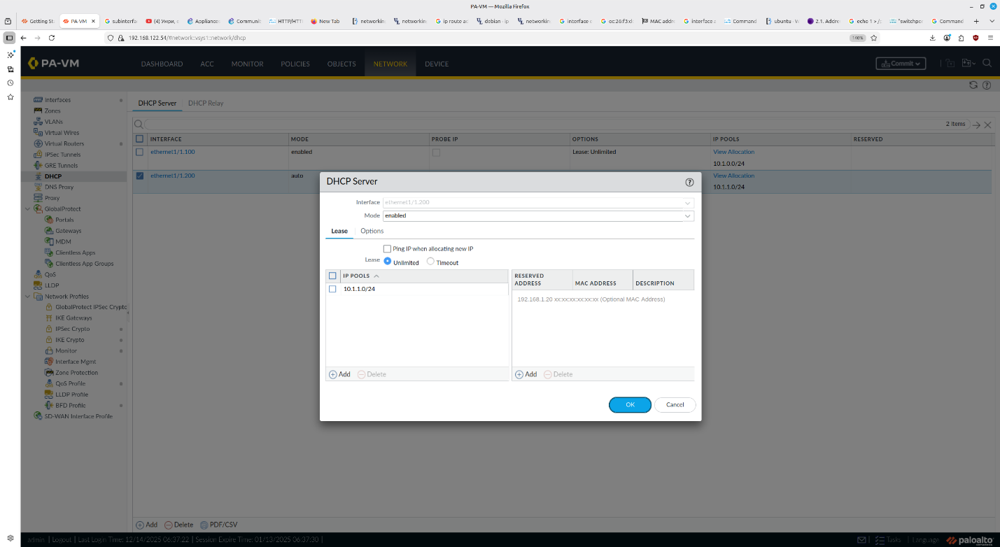 PA-VM — Mozilla Firefox
Getting St
PA-VM
subinterfa
(4) Умри, е
Appliance
Communit
HTTP/HTT
New Tab
networkin
networkin
ip route ad
debian - ip
networkin
interface c
oc:26:f3:d
MAC addr
interface a
Command
ubuntu - W
2.1. Addre
echo 1 > /s
"switchpor
Command
192.168.122.54/#network::vsys1::network/dhcp
140%
PA-VM
DASHBOARD ACC MONITOR POLICIES OBJECTS NETWORK DEVICE
Commit
Interfaces
Zones
VLANs
Virtual Wires
Virtual Routers
IPSec Tunnels
GRE Tunnels
DHCP
DNS Proxy
Proxy
GlobalProtect
Portals
Gateways
MDM
Clientless Apps
Clientless App Groups
QoS
LLDP
Network Profiles
GlobalProtect IPSec Crypto
IKE Gateways
IPSec Crypto
IKE Crypto
Monitor
Interface Mgmt
Zone Protection
QoS Profile
LLDP Profile
BFD Profile
SD-WAN Interface Profile
DHCP Server DHCP Relay
2 items
INTERFACE MODE PROBE IP OPTIONS IP POOLS RESERVED
ethernet1/1.100 enabled Lease: Unlimited View Allocation
10.1.0.0/24
ethernet1/1.200 auto View Allocation
10.1.1.0/24
DHCP Server
Interface ethernet1/1.200
Mode enabled
Lease Options
Ping IP when allocating new IP
Lease Unlimited Timeout
IP POOLS
10.1.1.0/24
RESERVED ADDRESS MAC ADDRESS DESCRIPTION
192.168.1.20 xx:xx:xx:xx:xx:xx (Optional MAC Address)
Add Delete
Add Delete
OK Cancel
Add Delete PDF/CSV
admin | Logout | Last Login Time: 12/14/2025 06:37:22 | Session Expire Time: 01/13/2025 06:37:30 |
Tasks | Language
paloalto